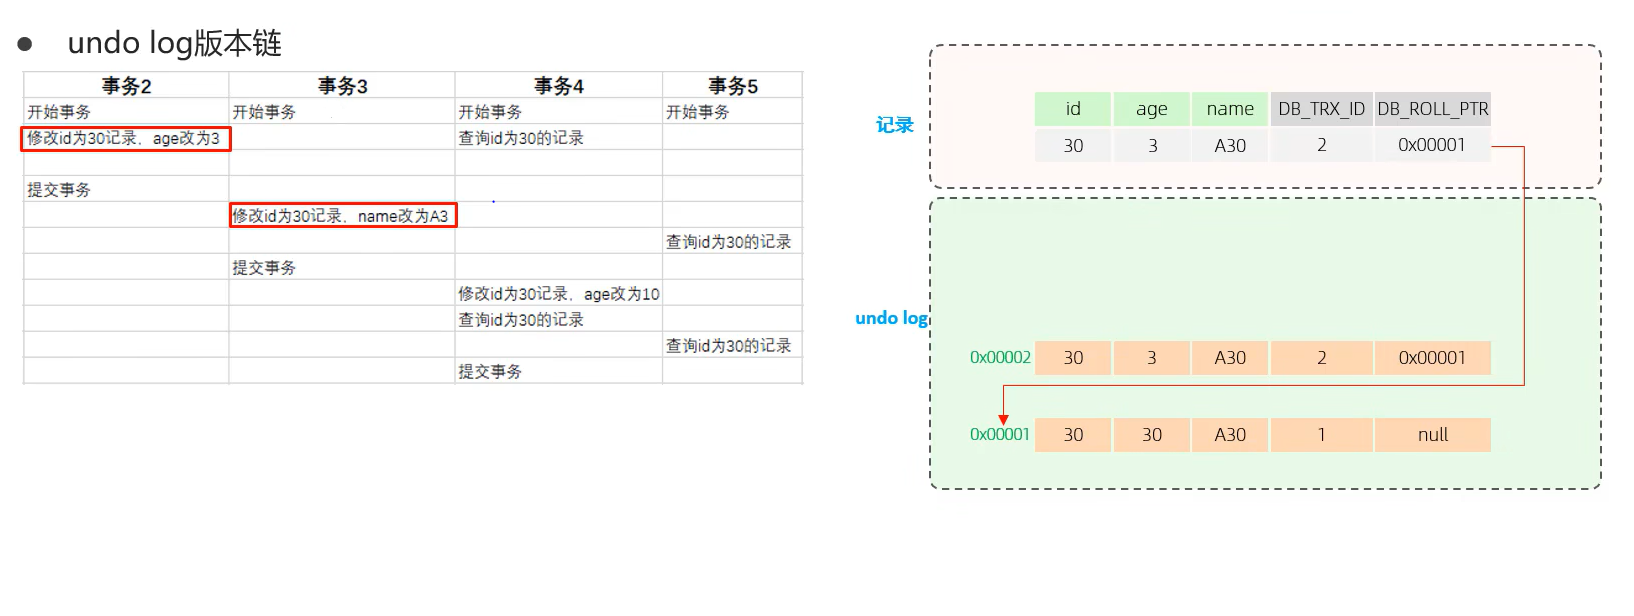 ● undo log版本链
事务2 事务3 事务4 事务5
开始事务 开始事务 开始事务 开始事务
修改id为30记录，age改为3 查询id为30的记录
提交事务
修改id为30记录，name改为A3
查询id为30的记录
提交事务
修改id为30记录，age改为10
查询id为30的记录
查询id为30的记录
提交事务
记录
id age name DB_TRX_ID DB_ROLL_PTR
30 3 A30 2 0x00001
undo log
0x00002 30 3 A30 2 0x00001
0x00001 30 30 A30 1 null